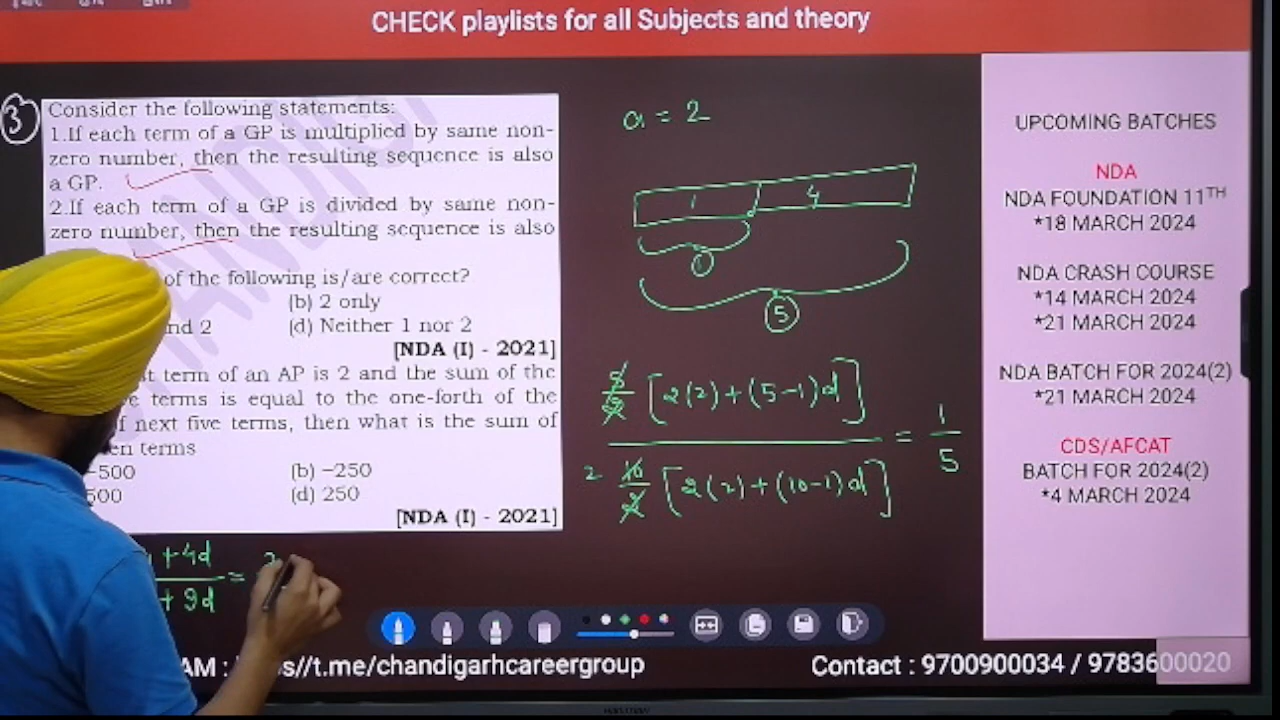 CHECK playlists for all Subjects and theory
3
Consider the following statements:
1.If each term of a GP is multiplied by same non-
zero number, then the resulting sequence is also
a GP.
2.If each term of a GP is divided by same non-
zero number, then the resulting sequence is also
of the following is/are correct?
(b) 2 only
nd 2
(d) Neither 1 nor 2
[NDA (I) - 2021]
term of an AP is 2 and the sum of the
terms is equal to the one-forth of the
next five terms, then what is the sum of
terms
-500
(b) -250
500
(d) 250
[NDA (I) - 2021]
+4d
+9d
=
a = 2
1 4
1
5
5/2 [2(2)+(5-1)d]
= 1/5
2 10/2 [2(2)+(10-1)d]
UPCOMING BATCHES
NDA
NDA FOUNDATION 11TH
*18 MARCH 2024
NDA CRASH COURSE
*14 MARCH 2024
*21 MARCH 2024
NDA BATCH FOR 2024(2)
*21 MARCH 2024
CDS/AFCAT
BATCH FOR 2024(2)
*4 MARCH 2024
AM : //t.me/chandigarhcareergroup
Contact : 9700900034 / 9783600020